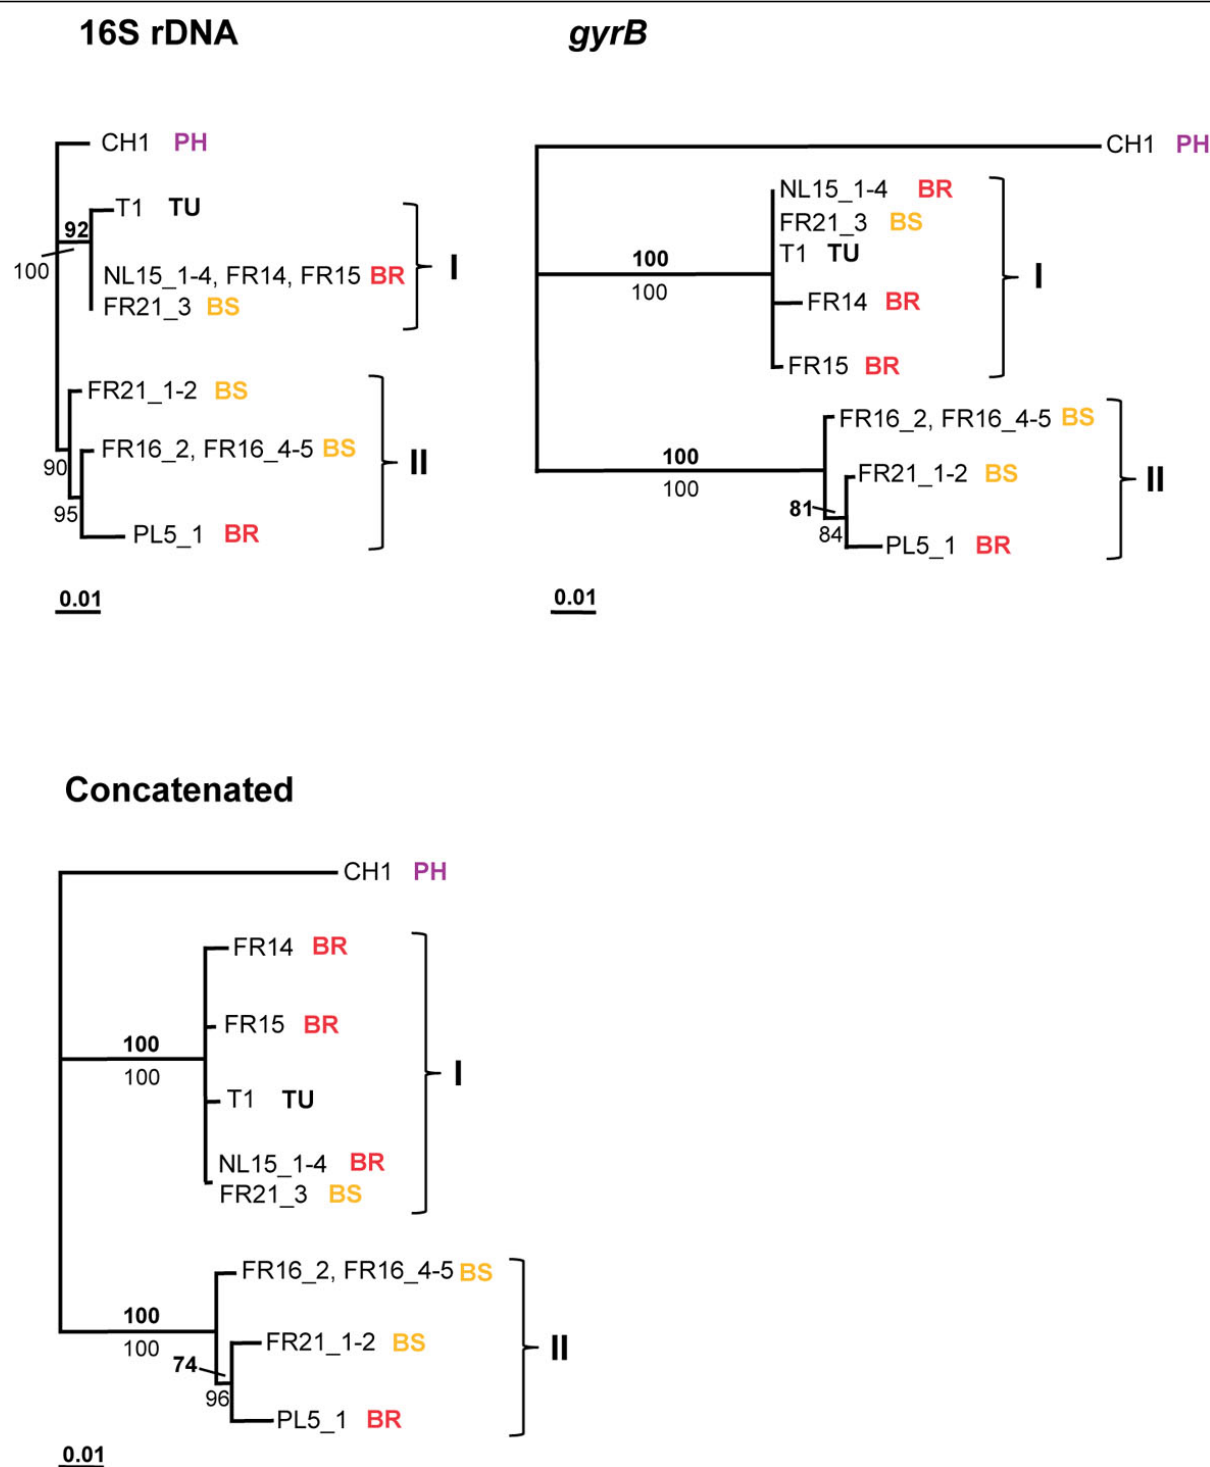 16S rDNA
CH1 PH
T1 TU
92
100
NL15_1-4, FR14, FR15 BR
FR21_3 BS
I
FR21_1-2 BS
FR16_2, FR16_4-5 BS
90
95
PL5_1 BR
II
0.01
gyrB
CH1 PH
NL15_1-4 BR
FR21_3 BS
T1 TU
100
100
FR14 BR
FR15 BR
I
FR16_2, FR16_4-5 BS
100
100
FR21_1-2 BS
81
84
PL5_1 BR
II
0.01
Concatenated
CH1 PH
FR14 BR
FR15 BR
100
100
T1 TU
NL15_1-4 BR
FR21_3 BS
I
FR16_2, FR16_4-5 BS
100
100
FR21_1-2 BS
74
96
PL5_1 BR
II
0.01